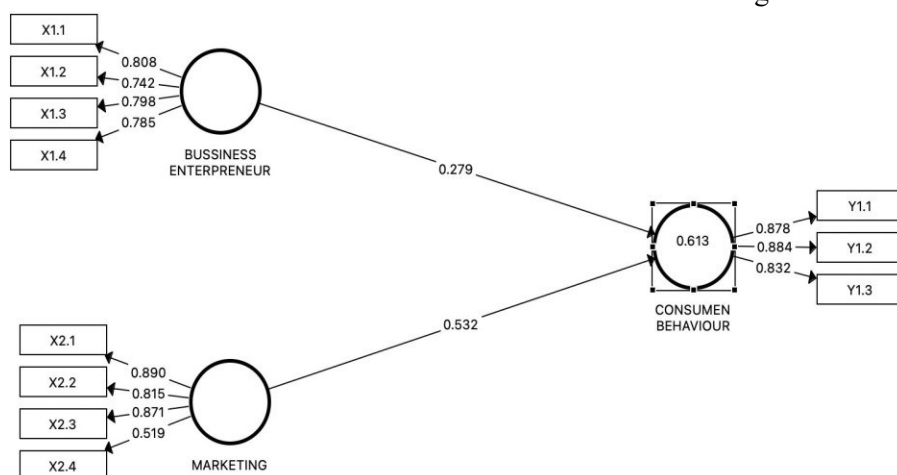 X1.1
X1.2
X1.3
X1.4
0.808
0.742
0.798
0.785
BUSSINESS
ENTERPRENEUR
0.279
0.613
0.878
0.884
0.832
Y1.1
Y1.2
Y1.3
CONSUMEN
BEHAVIOUR
0.532
X2.1
X2.2
X2.3
X2.4
0.890
0.815
0.871
0.519
MARKETING